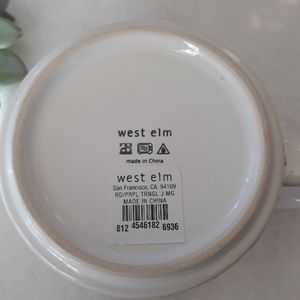 west elm
made in China
west elm
San Francisco, CA. 94109
RD/PRPL TRNGL J MG
MADE IN CHINA
812 4546182 6936